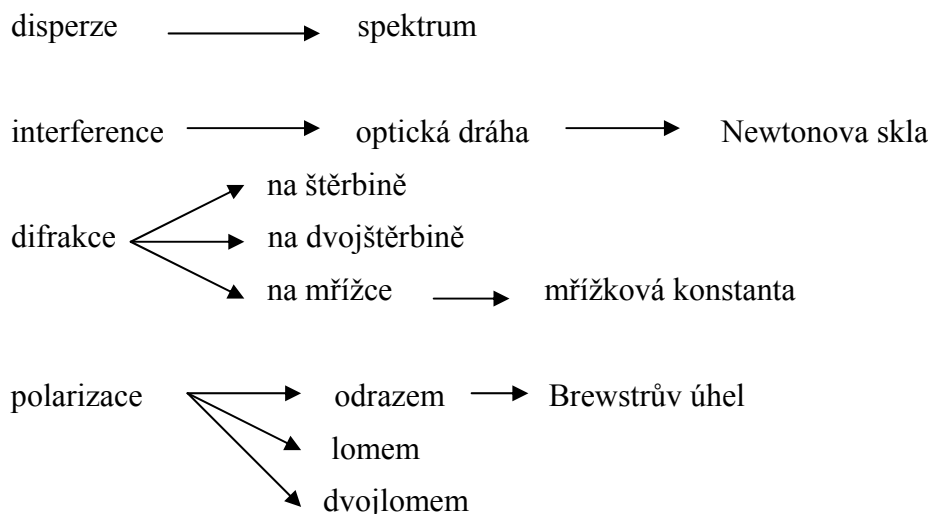 disperze spektrum
interference optická dráha Newtonova skla
na štěrbině
difrakce na dvojštěrbině
na mřížce mřížková konstanta
polarizace odrazem Brewstrův úhel
lomem
dvojlomem